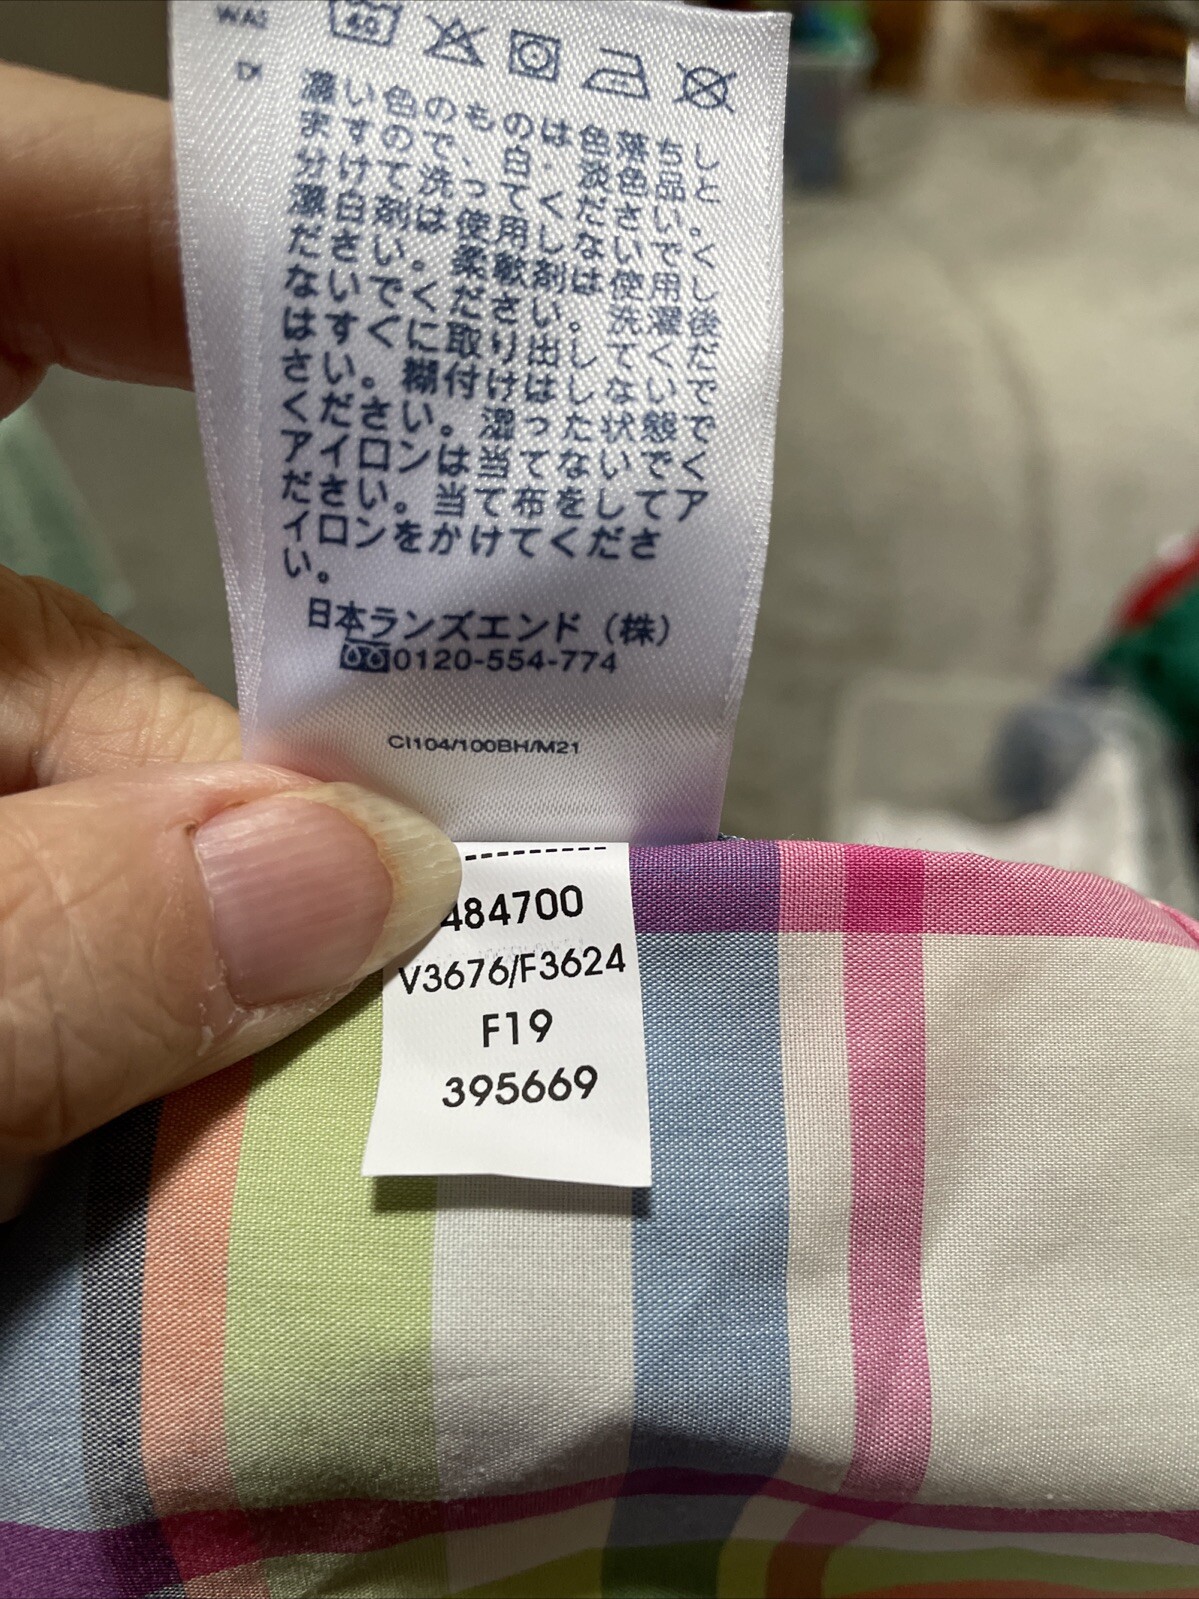 40
濃い色のものは色落ちし
ますので、白・淡色品と
分けて洗ってください。
漂白剤は使用しないでく
ださい。柔軟剤は使用し
ないでください。洗濯後
はすぐに取り出してくだ
さい。糊付けはしないで
ください。湿った状態で
アイロンは当てないでく
ださい。当て布をしてア
イロンをかけてくださ
い。
日本ランズエンド（株）
0120-554-774
CI104/100BH/M21
484700
V3676/F3624
F19
395669